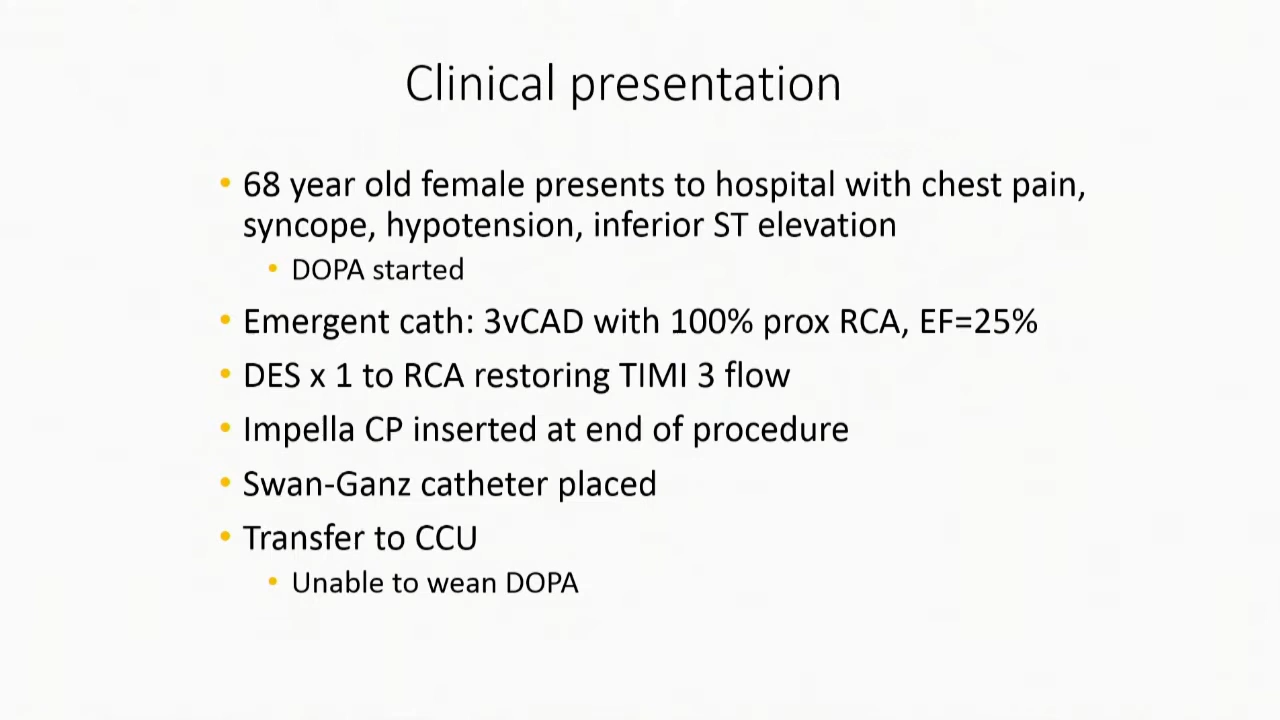 Clinical presentation
• 68 year old female presents to hospital with chest pain,
syncope, hypotension, inferior ST elevation
• DOPA started
• Emergent cath: 3vCAD with 100% prox RCA, EF=25%
• DES x 1 to RCA restoring TIMI 3 flow
• Impella CP inserted at end of procedure
• Swan-Ganz catheter placed
• Transfer to CCU
• Unable to wean DOPA